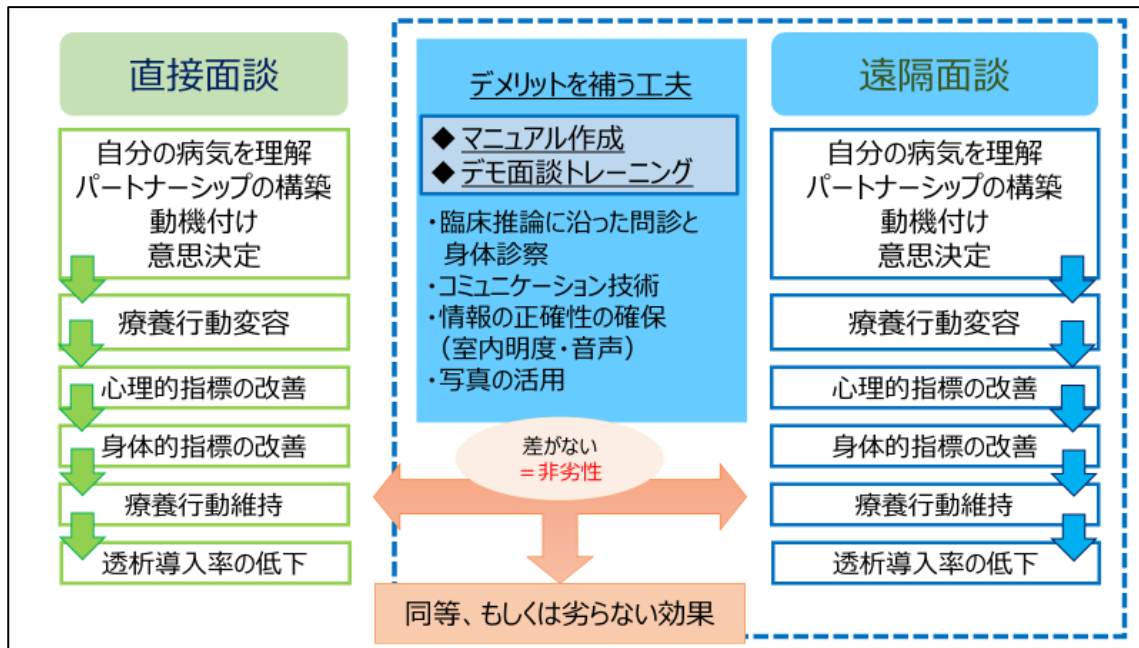 直接面談
自分の病気を理解
パートナーシップの構築
動機付け
意思決定
療養行動変容
心理的指標の改善
身体的指標の改善
療養行動維持
透析導入率の低下
デメリットを補う工夫
◆ マニュアル作成
◆ デモ面談トレーニング
・臨床推論に沿った問診と
身体診察
・コミュニケーション技術
・情報の正確性の確保
（室内明度・音声）
・写真の活用
差がない
＝非劣性
同等、もしくは劣らない効果
遠隔面談
自分の病気を理解
パートナーシップの構築
動機付け
意思決定
療養行動変容
心理的指標の改善
身体的指標の改善
療養行動維持
透析導入率の低下